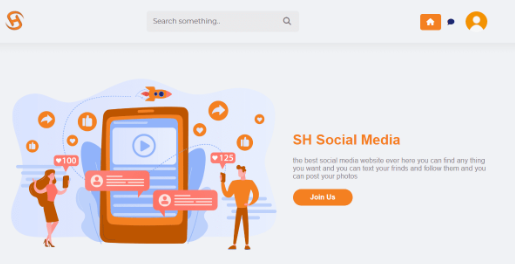 Search something..
100
125
SH Social Media
the best social media website over here you can find any thing
you want and you can text your frinds and follow them and you
can post your photos
Join Us